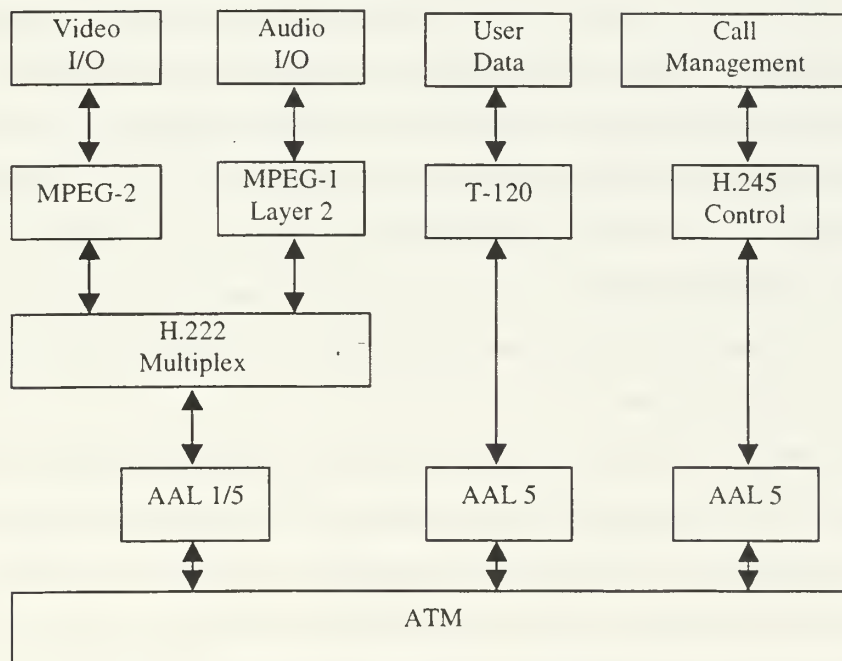 Video
I/O
Audio
I/O
User
Data
Call
Management
MPEG-2
MPEG-1
Layer 2
T-120
H.245
Control
H.222
Multiplex
AAL 1/5
AAL 5
AAL 5
ATM